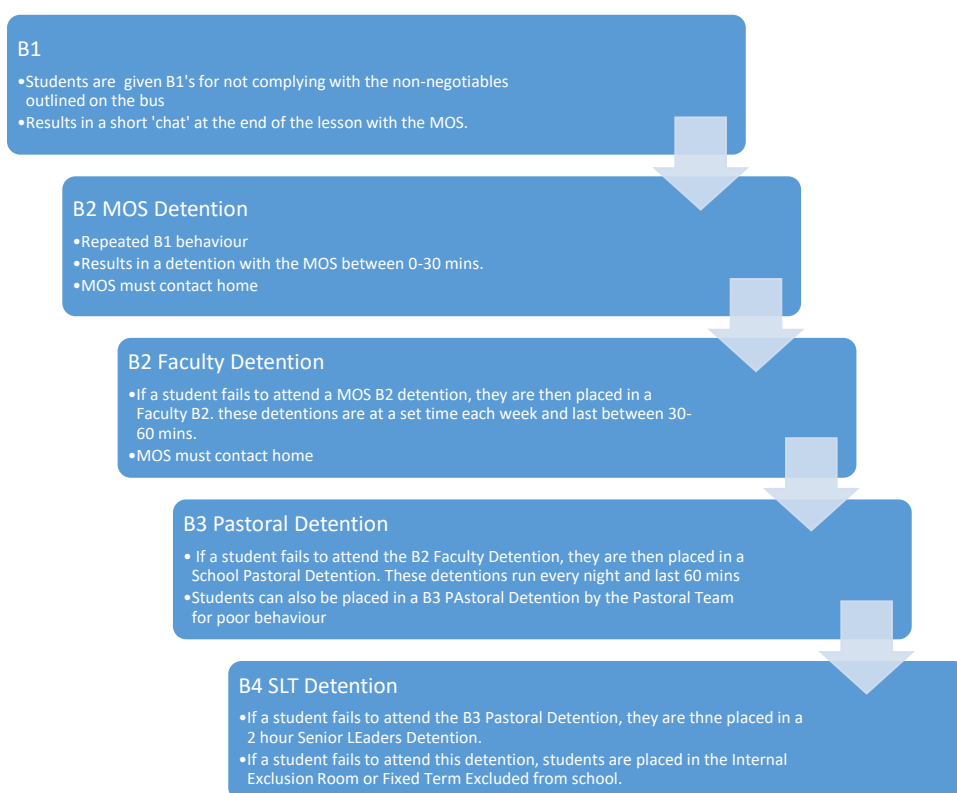 B1
•Students are given B1's for not complying with the non-negotiables
outlined on the bus
•Results in a short 'chat' at the end of the lesson with the MOS.
B2 MOS Detention
•Repeated B1 behaviour
•Results in a detention with the MOS between 0-30 mins.
•MOS must contact home
B2 Faculty Detention
•If a student fails to attend a MOS B2 detention, they are then placed in a
Faculty B2. these detentions are at a set time each week and last between 30-
60 mins.
•MOS must contact home
B3 Pastoral Detention
• If a student fails to attend the B2 Faculty Detention, they are then placed in a
School Pastoral Detention. These detentions run every night and last 60 mins
•Students can also be placed in a B3 PAstoral Detention by the Pastoral Team
for poor behaviour
B4 SLT Detention
•If a student fails to attend the B3 Pastoral Detention, they are thne placed in a
2 hour Senior LEaders Detention.
•If a student fails to attend this detention, students are placed in the Internal
Exclusion Room or Fixed Term Excluded from school.